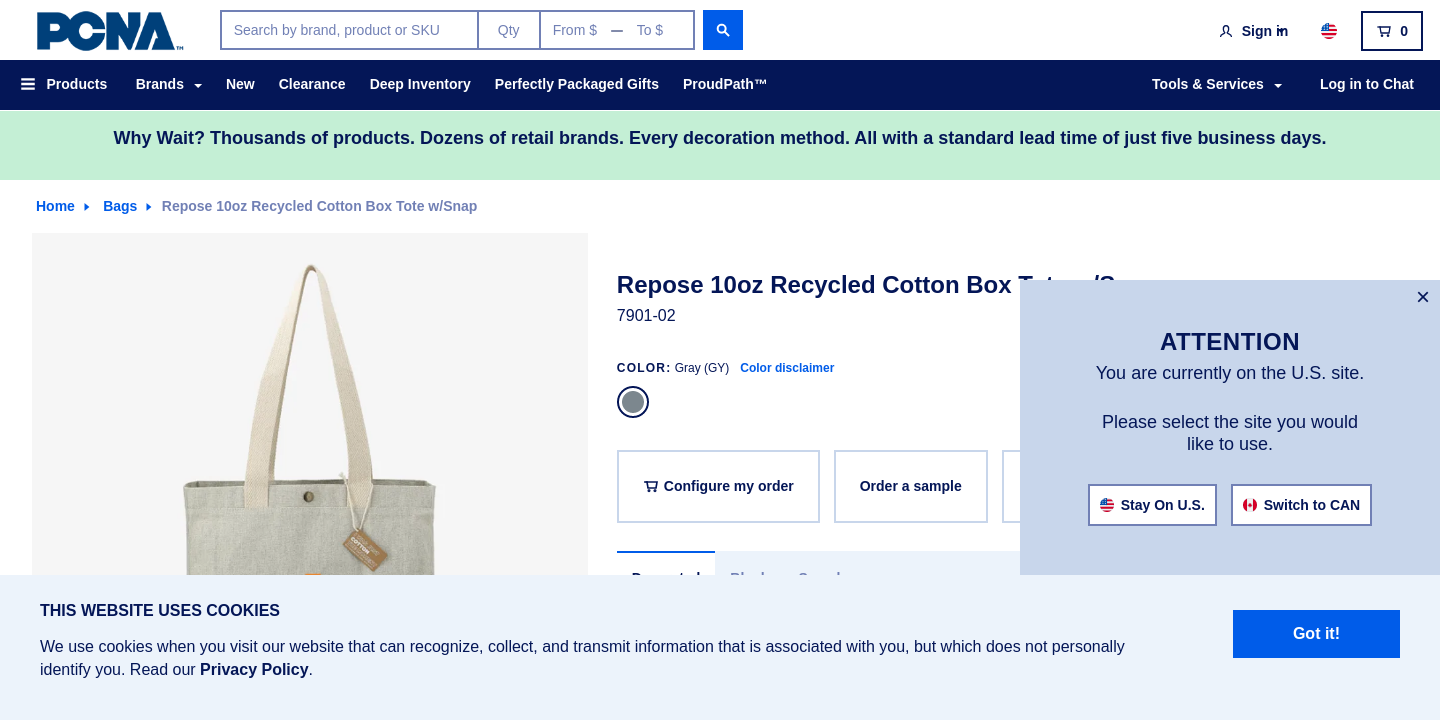 PCNA™
Search by brand, product or SKU
Qty
From $ — To $
Sign in
0
Products
Brands
New
Clearance
Deep Inventory
Perfectly Packaged Gifts
ProudPath™
Tools & Services
Log in to Chat
Why Wait? Thousands of products. Dozens of retail brands. Every decoration method. All with a standard lead time of just five business days.
Home
Bags
Repose 10oz Recycled Cotton Box Tote w/Snap
Repose 10oz Recycled Cotton Box
7901-02
COLOR: Gray (GY) Color disclaimer
Configure my order
Order a sample
COTTON
×
ATTENTION
You are currently on the U.S. site.
Please select the site you would
like to use.
Stay On U.S.
Switch to CAN
THIS WEBSITE USES COOKIES
We use cookies when you visit our website that can recognize, collect, and transmit information that is associated with you, but which does not personally
identify you. Read our Privacy Policy.
Got it!